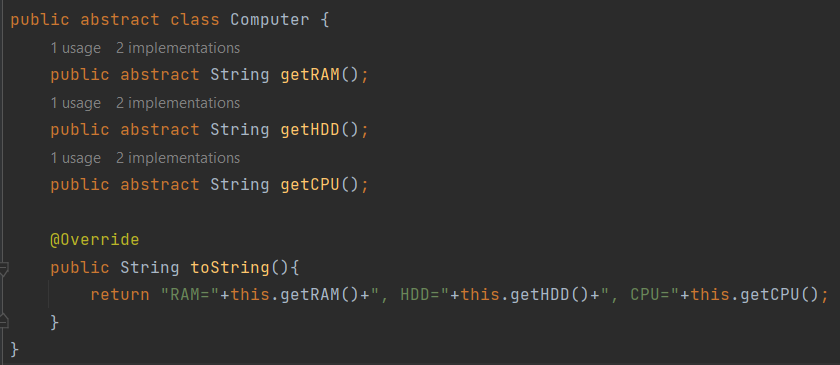 public abstract class Computer {
1 usage   2 implementations
public abstract String getRAM();
1 usage   2 implementations
public abstract String getHDD();
1 usage   2 implementations
public abstract String getCPU();
@Override
public String toString(){
return "RAM="+this.getRAM()+", HDD="+this.getHDD()+", CPU="+this.getCPU();
}
}